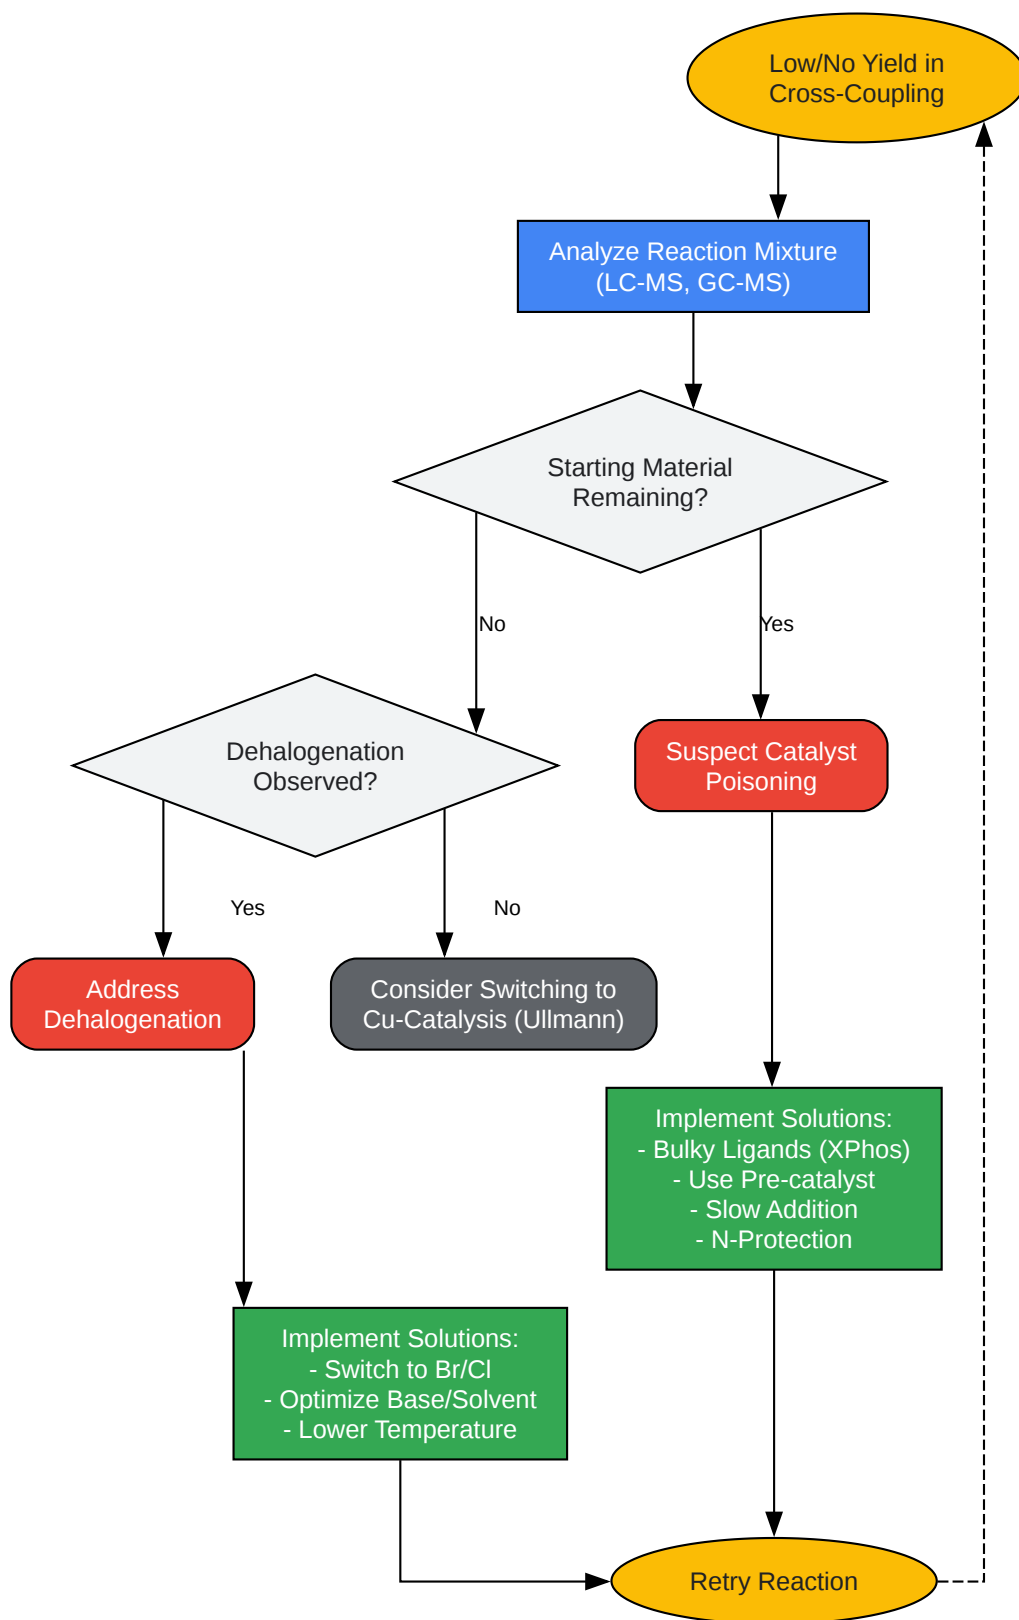 Low/No Yield in
Cross-Coupling
Analyze Reaction Mixture
(LC-MS, GC-MS)
Starting Material
Remaining?
No
Yes
Dehalogenation
Observed?
Suspect Catalyst
Poisoning
Yes
No
Address
Dehalogenation
Consider Switching to
Cu-Catalysis (Ullmann)
Implement Solutions:
- Bulky Ligands (XPhos)
- Use Pre-catalyst
- Slow Addition
- N-Protection
Implement Solutions:
- Switch to Br/Cl
- Optimize Base/Solvent
- Lower Temperature
Retry Reaction